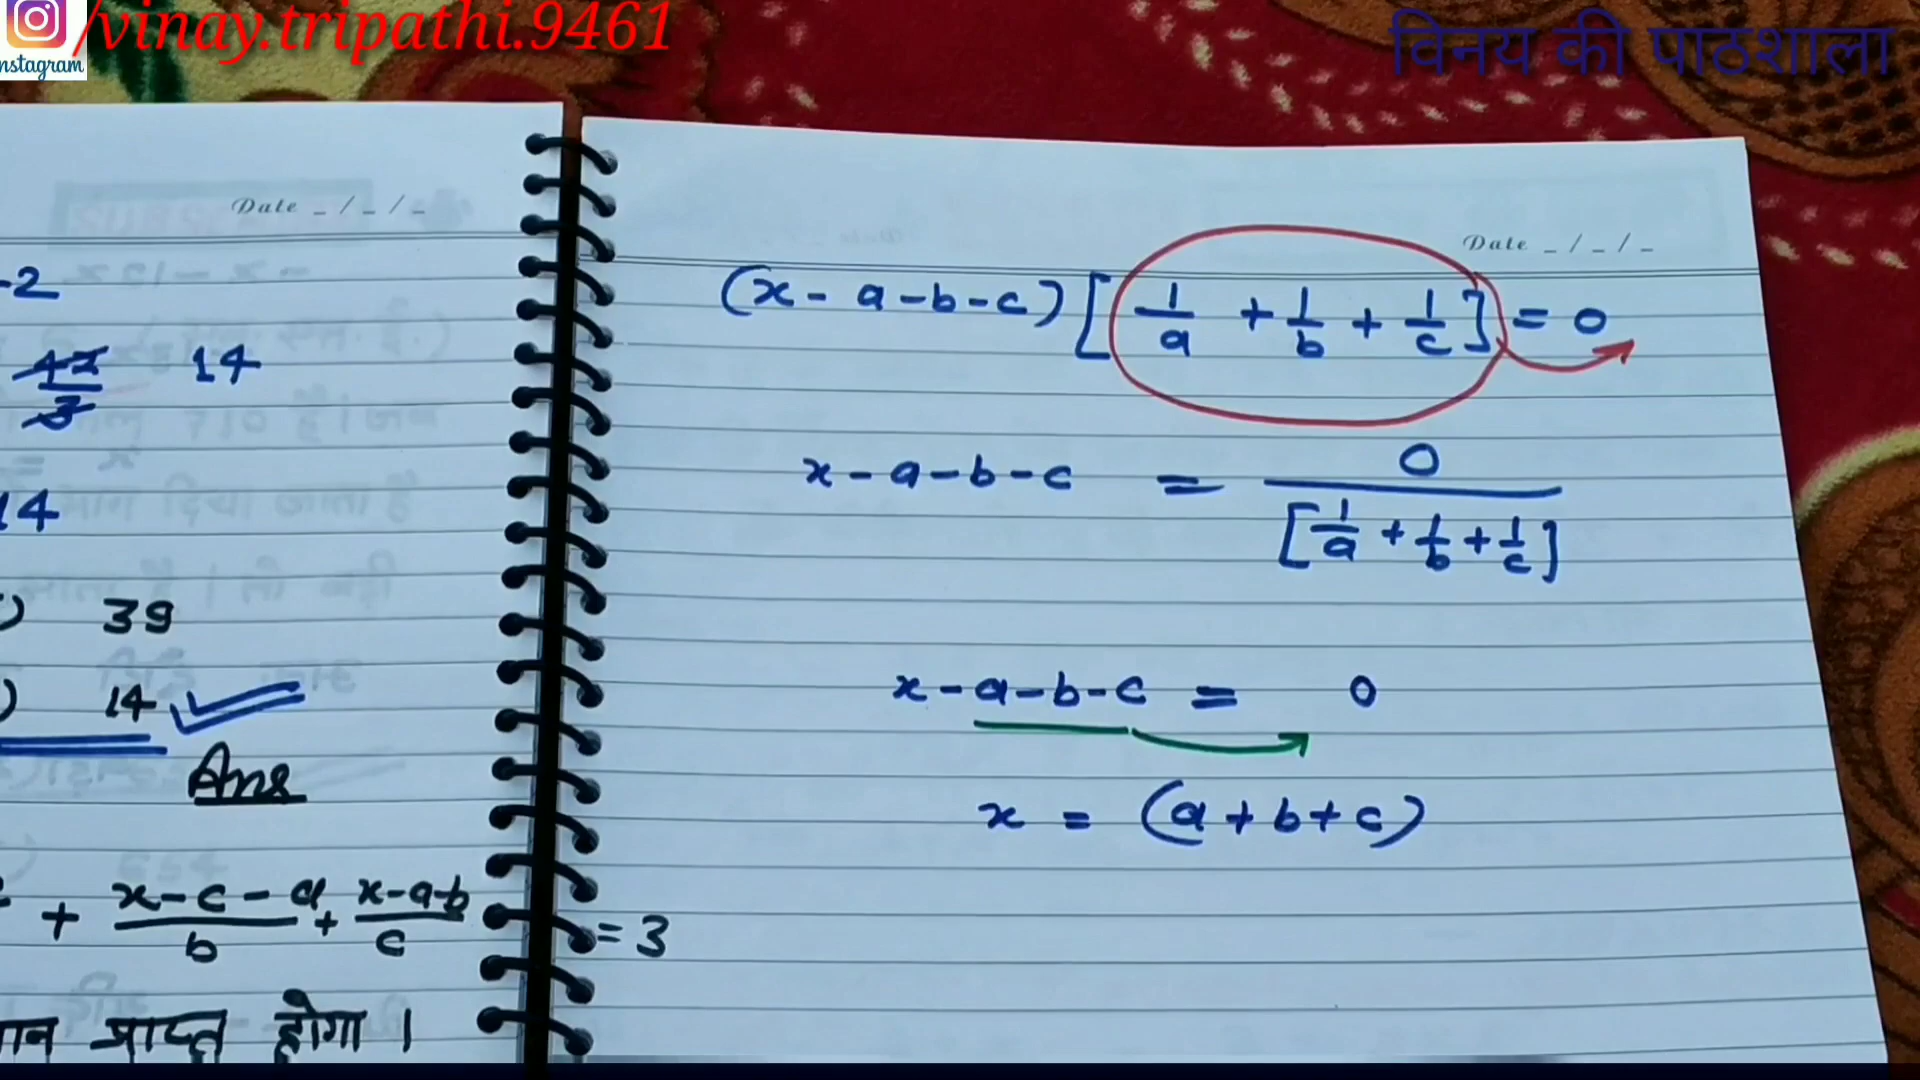 /vinay.tripathi.9461
Instagram
विनय की पाठशाला
Date _ / _ / _
-2
42/3 14
14
) 39
) 14
Ans
+ (x-c-a)/b + (x-a-b)/c = 3
मान प्राप्त होगा।
Date _ / _ / _
(x-a-b-c) [1/a + 1/b + 1/c] = 0
x-a-b-c = 0/[1/a + 1/b + 1/c]
x-a-b-c = 0
x = (a+b+c)